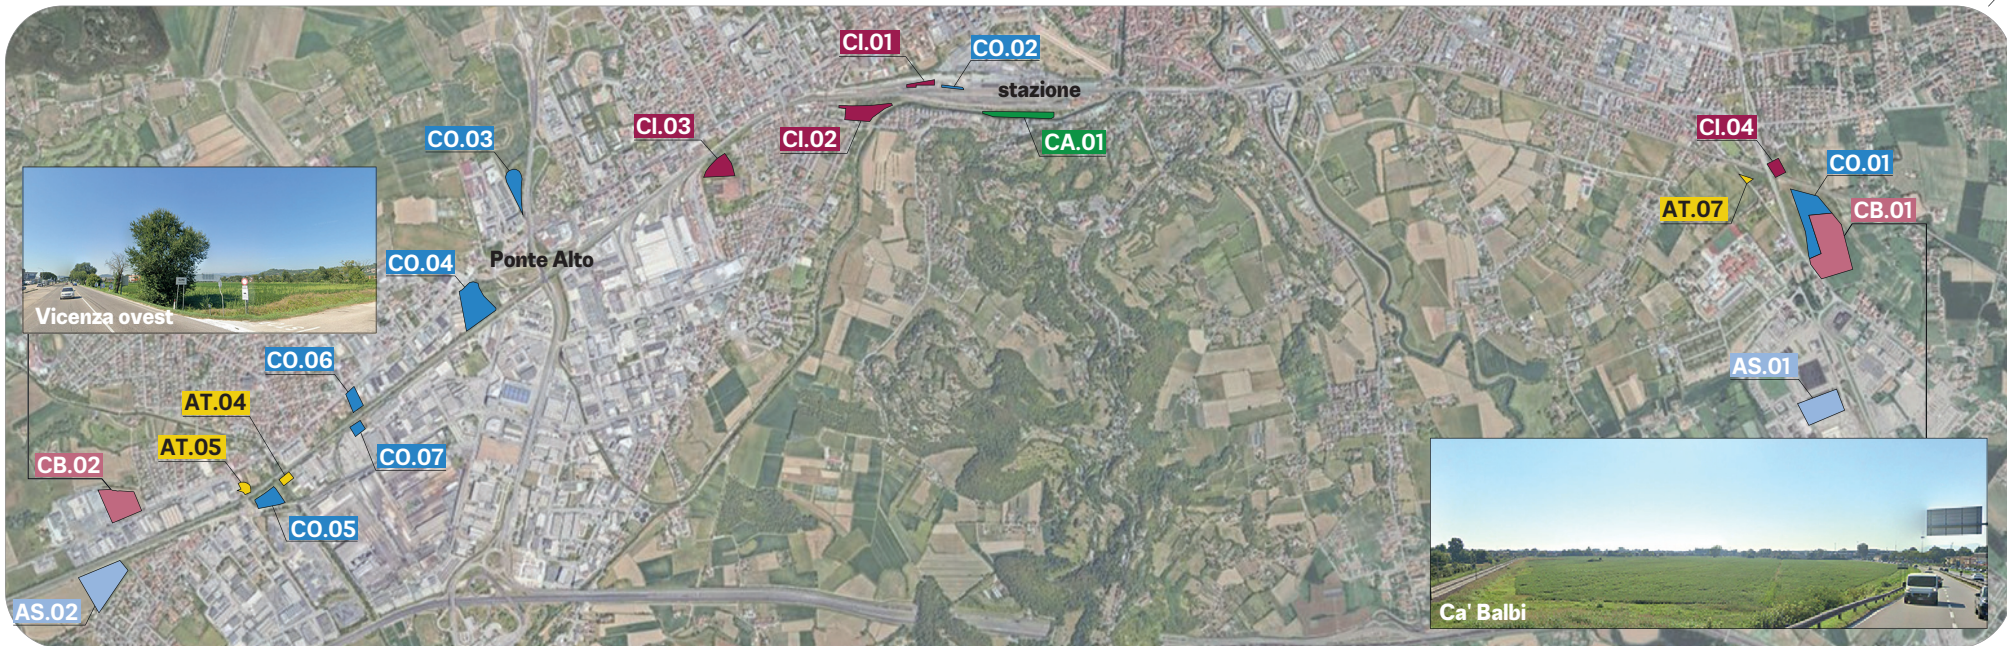 CI.01
CO.02
stazione
CI.03
CI.02
CA.01
CO.03
CI.04
CO.01
AT.07
CB.01
CO.04
Ponte Alto
Vicenza ovest
CO.06
AS.01
AT.04
AT.05
CO.07
CB.02
CO.05
AS.02
Ca' Balbi